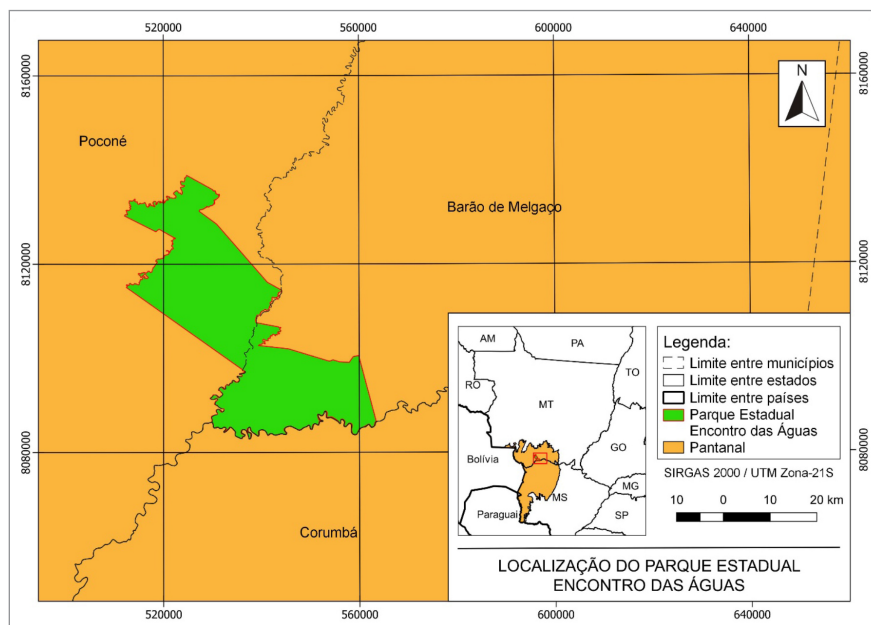 520000
560000
600000
640000
8160000
8160000
N
Poconé
Barão de Melgaço
8120000
8120000
Legenda:
Limite entre municípios
Limite entre estados
Limite entre países
Parque Estadual
Encontro das Águas
Pantanal
AM
PA
RO
TO
MT
GO
Bolívia
MG
MS
Paraguai
SP
8080000
8080000
SIRGAS 2000 / UTM Zona-21S
10 0 10 20 km
Corumbá
LOCALIZAÇÃO DO PARQUE ESTADUAL
ENCONTRO DAS ÁGUAS
520000
560000
600000
640000